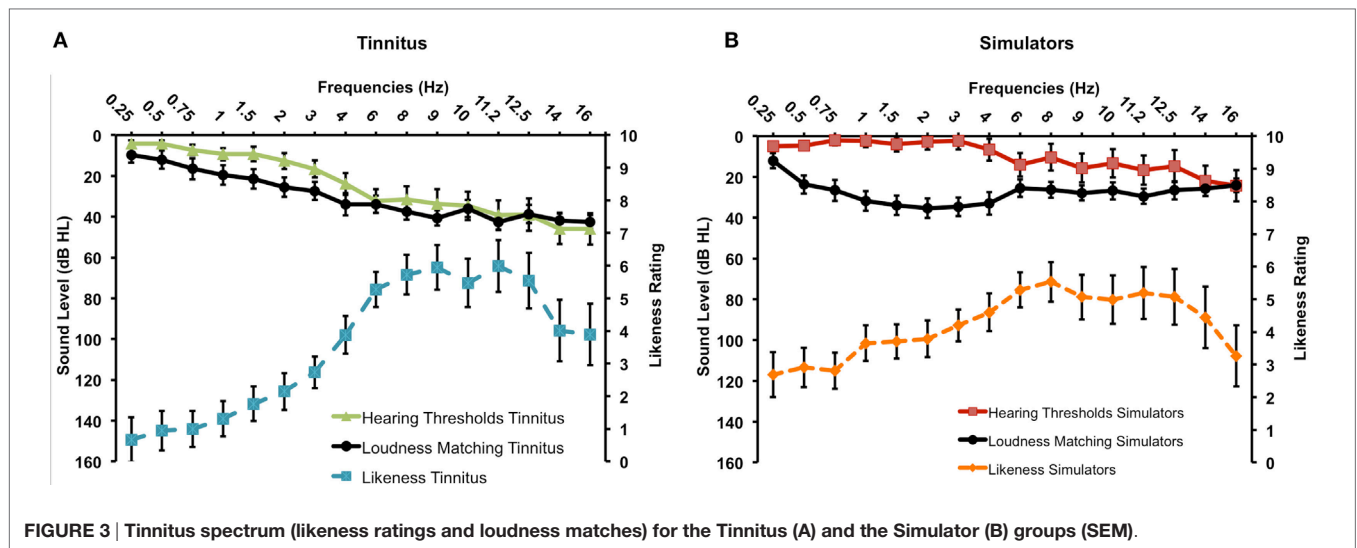 A
Tinnitus
Frequencies (Hz)
0.25 0.5 0.75 1 1.5 2 3 4 6 8 9 10 11.2 12.5 14 16
0
20
40
60
80
100
120
140
160
Sound Level (dB HL)
10
9
8
7
6
5
4
3
2
1
0
Likeness Rating
Hearing Thresholds Tinnitus
Loudness Matching Tinnitus
Likeness Tinnitus
B
Simulators
Frequencies (Hz)
0.25 0.5 0.75 1 1.5 2 3 4 6 8 9 10 11.2 12.5 14 16
0
20
40
60
80
100
120
140
160
Sound Level (dB HL)
10
9
8
7
6
5
4
3
2
1
0
Likeness Rating
Hearing Thresholds Simulators
Loudness Matching Simulators
Likeness Simulators
FIGURE 3 | Tinnitus spectrum (likeness ratings and loudness matches) for the Tinnitus (A) and the Simulator (B) groups (SEM).